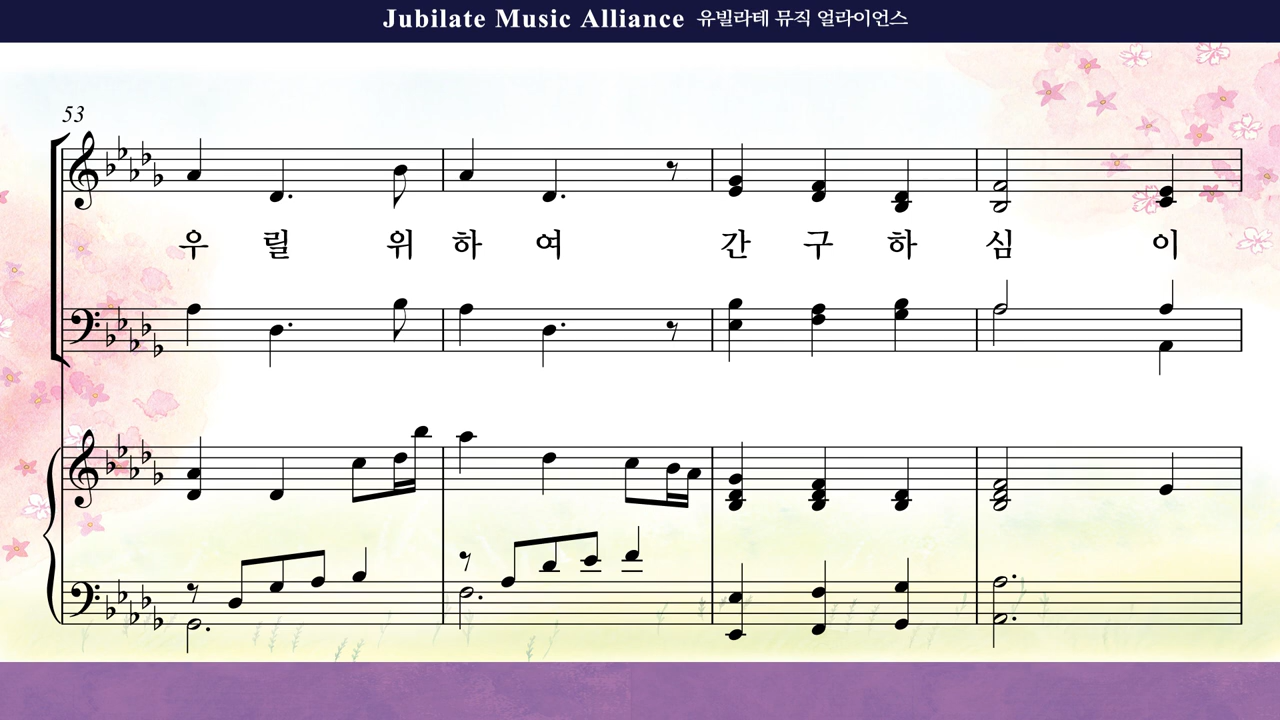 Jubilate Music Alliance 유빌라테 뮤직 얼라이언스
53
우 릴 위 하 여 간 구 하 심 이